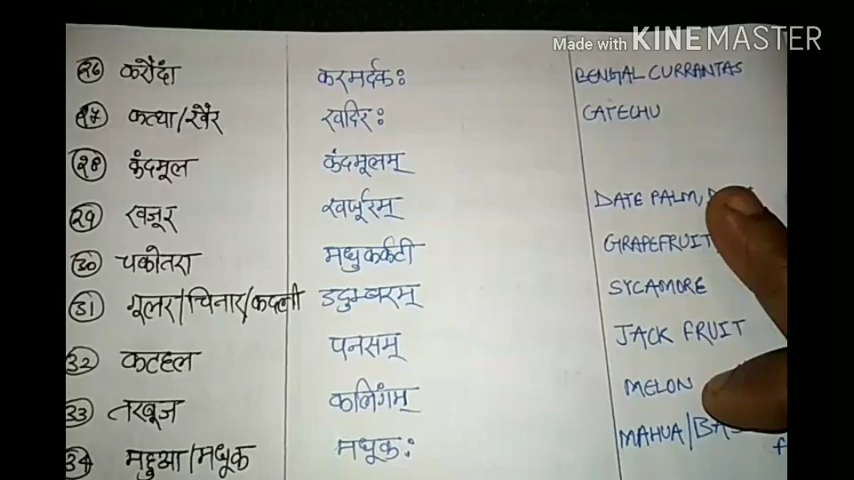 Made with KINEMASTER
२६ करौंदा करमर्दकः BENGAL CURRANTAS
२७ कत्था/खैर खदिरः CATECHU
२८ कंदमूल कंदमूलम्
२९ खजूर खर्जूरम् DATE PALM,
३० चकोतरा मधुकर्कटी GRAPEFRUIT
३१ गूलर/चिनार/कदली उदुम्बरम् SYCAMORE
३२ कटहल पनसम् JACK FRUIT
३३ तरबूज कलिंगम् MELON
३४ महुआ/मधूक मधूकः MAHUA/